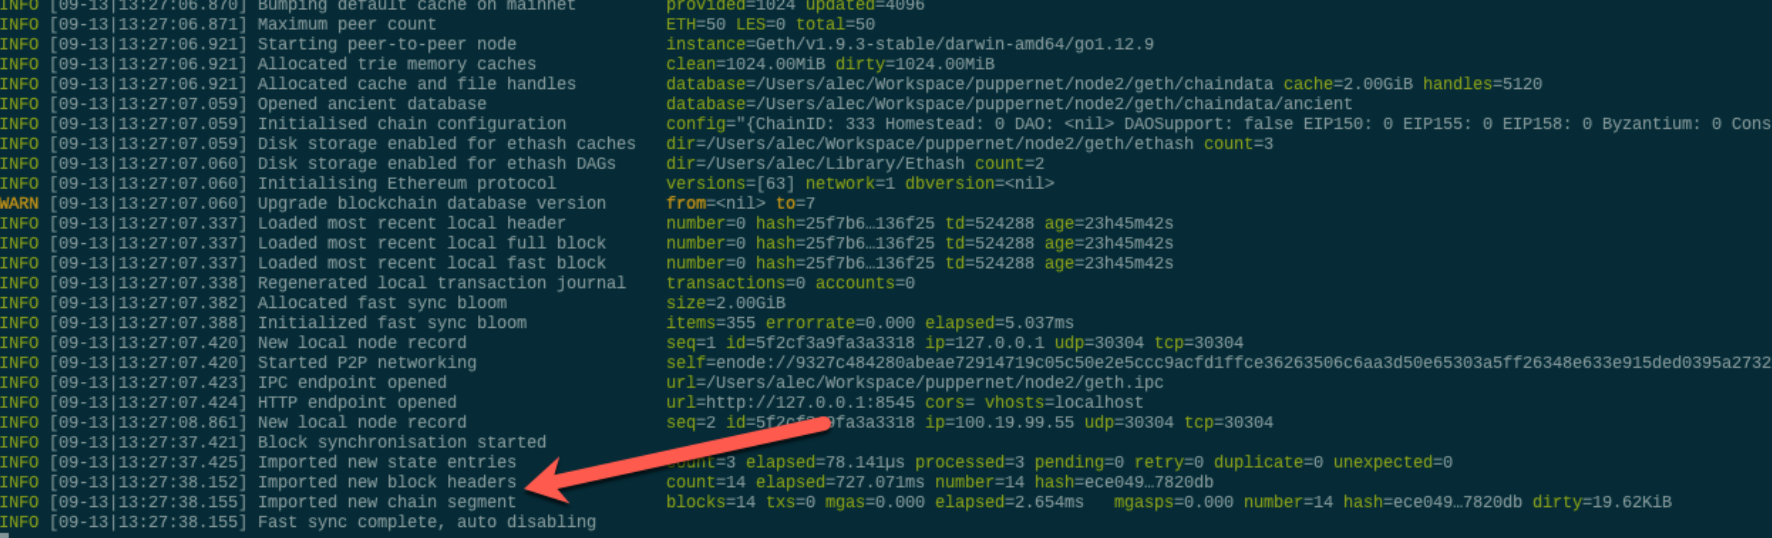 INFO [09-13|13:27:06.870] Bumping default cache on mainnet provided=1024 updated=4096
INFO [09-13|13:27:06.871] Maximum peer count ETH=50 LES=0 total=50
INFO [09-13|13:27:06.921] Starting peer-to-peer node instance=Geth/v1.9.3-stable/darwin-amd64/go1.12.9
INFO [09-13|13:27:06.921] Allocated trie memory caches clean=1024.00MiB dirty=1024.00MiB
INFO [09-13|13:27:06.921] Allocated cache and file handles database=/Users/alec/Workspace/puppernet/node2/geth/chaindata cache=2.00GiB handles=5120
INFO [09-13|13:27:07.059] Opened ancient database database=/Users/alec/Workspace/puppernet/node2/geth/chaindata/ancient
INFO [09-13|13:27:07.059] Initialised chain configuration config="{ChainID: 333 Homestead: 0 DAO: <nil> DAOSupport: false EIP150: 0 EIP155: 0 EIP158: 0 Byzantium: 0 Cons
INFO [09-13|13:27:07.059] Disk storage enabled for ethash caches dir=/Users/alec/Workspace/puppernet/node2/geth/ethash count=3
INFO [09-13|13:27:07.060] Disk storage enabled for ethash DAGs dir=/Users/alec/Library/Ethash count=2
INFO [09-13|13:27:07.060] Initialising Ethereum protocol versions=[63] network=1 dbversion=<nil>
WARN [09-13|13:27:07.060] Upgrade blockchain database version from=<nil> to=7
INFO [09-13|13:27:07.337] Loaded most recent local header number=0 hash=25f7b6…136f25 td=524288 age=23h45m42s
INFO [09-13|13:27:07.337] Loaded most recent local full block number=0 hash=25f7b6…136f25 td=524288 age=23h45m42s
INFO [09-13|13:27:07.337] Loaded most recent local fast block number=0 hash=25f7b6…136f25 td=524288 age=23h45m42s
INFO [09-13|13:27:07.338] Regenerated local transaction journal transactions=0 accounts=0
INFO [09-13|13:27:07.382] Allocated fast sync bloom size=2.00GiB
INFO [09-13|13:27:07.388] Initialized fast sync bloom items=355 errorrate=0.000 elapsed=5.037ms
INFO [09-13|13:27:07.420] New local node record seq=1 id=5f2cf3a9fa3a3318 ip=127.0.0.1 udp=30304 tcp=30304
INFO [09-13|13:27:07.420] Started P2P networking self=enode://9327c484280abeae72914719c05c50e2e5ccc9acfd1ffce36263506c6aa3d50e65303a5ff26348e633e915ded0395a2732
INFO [09-13|13:27:07.423] IPC endpoint opened url=/Users/alec/Workspace/puppernet/node2/geth.ipc
INFO [09-13|13:27:07.424] HTTP endpoint opened url=http://127.0.0.1:8545 cors= vhosts=localhost
INFO [09-13|13:27:08.861] New local node record seq=2 id=5f2cf3a9fa3a3318 ip=100.19.99.55 udp=30304 tcp=30304
INFO [09-13|13:27:37.421] Block synchronisation started
INFO [09-13|13:27:37.425] Imported new state entries count=3 elapsed=78.141µs processed=3 pending=0 retry=0 duplicate=0 unexpected=0
INFO [09-13|13:27:38.152] Imported new block headers count=14 elapsed=727.071ms number=14 hash=ece049…7820db
INFO [09-13|13:27:38.155] Imported new chain segment blocks=14 txs=0 mgas=0.000 elapsed=2.654ms mgasps=0.000 number=14 hash=ece049…7820db dirty=19.62KiB
INFO [09-13|13:27:38.155] Fast sync complete, auto disabling